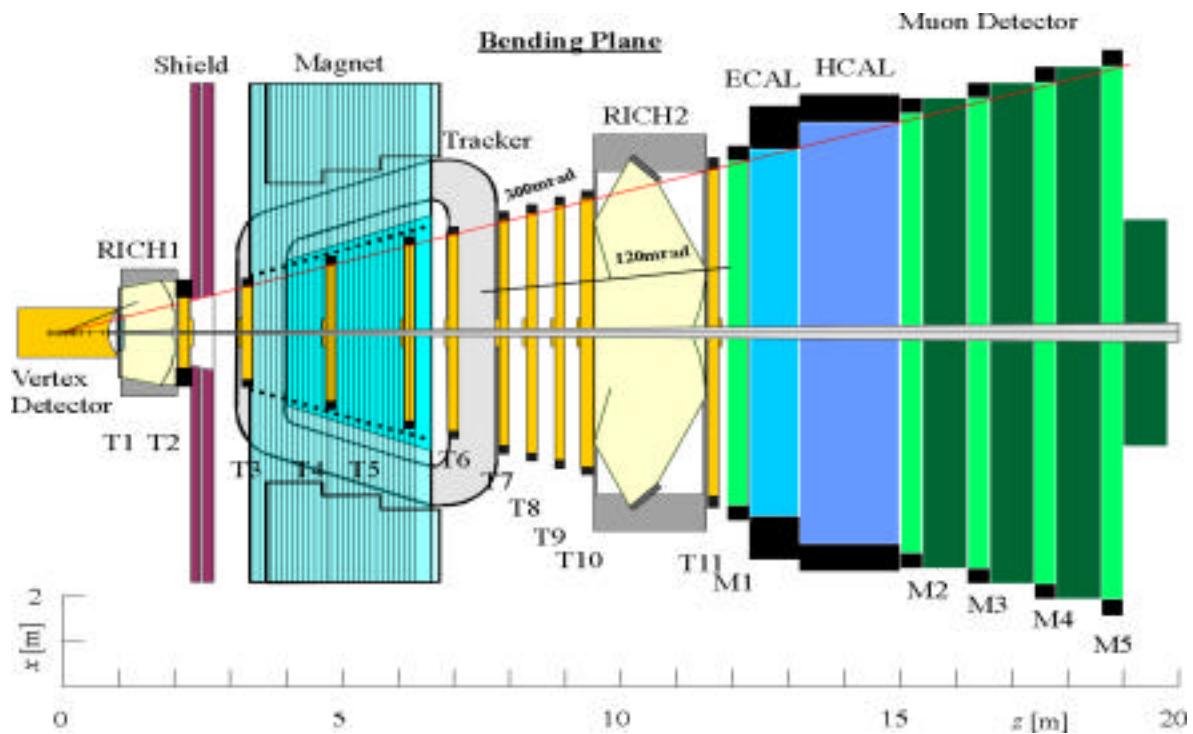 Muon Detector
Bending Plane
Shield
Magnet
ECAL
HCAL
RICH2
Tracker
300mrad
RICH1
120mrad
Vertex
Detector
T1
T2
T3
T4
T5
T6
T7
T8
T9
T10
T11
M1
M2
M3
M4
M5
2
x [m]
0
5
10
15
z [m]
20